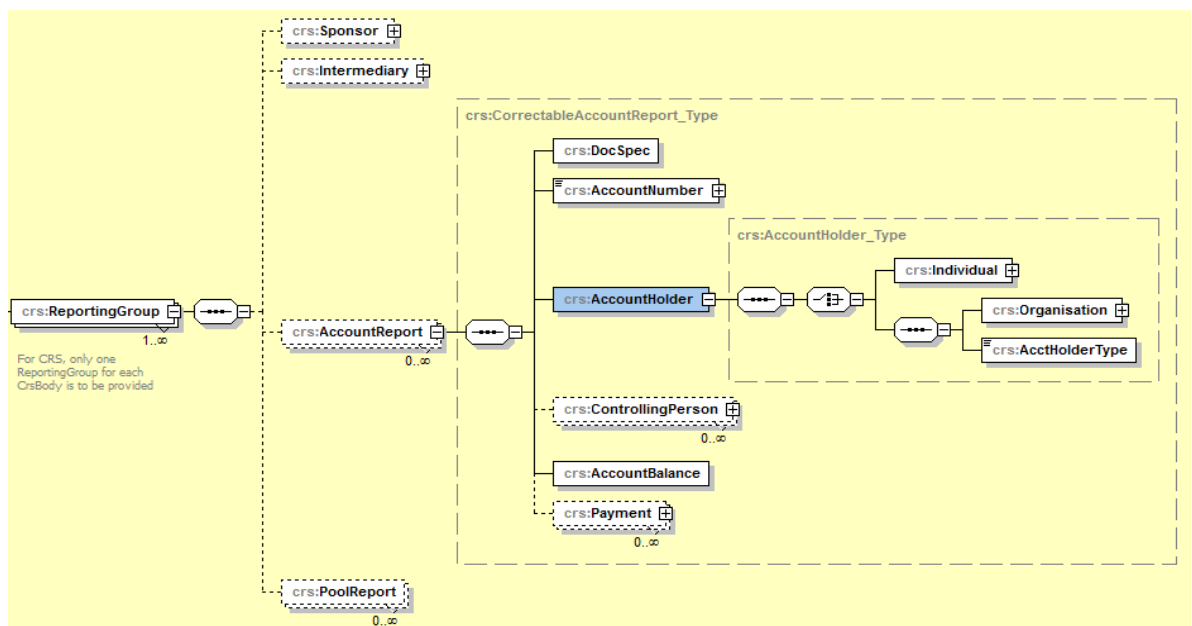 crs:Sponsor
crs:Intermediary
crs:CorrectableAccountReport_Type
crs:DocSpec
crs:AccountNumber
crs:AccountHolder_Type
crs:Individual
crs:AccountHolder
crs:ReportingGroup
crs:Organisation
1..∞
crs:AccountReport
crs:AcctHolderType
0..∞
For CRS, only one
ReportingGroup for each
CrsBody is to be provided
crs:ControllingPerson
0..∞
crs:AccountBalance
crs:Payment
0..∞
crs:PoolReport
0..∞